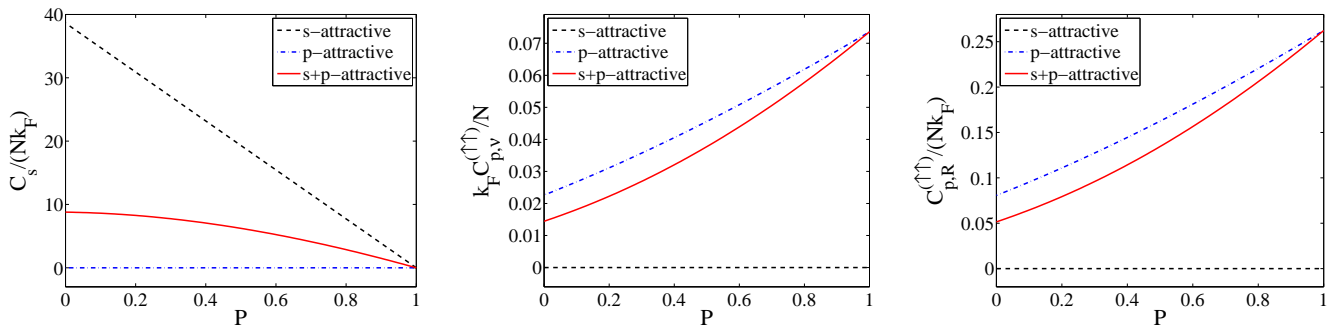 40
30
20
10
0
0 0.2 0.4 0.6 0.8 1
P
C_s/(Nk_F)
s−attractive
p−attractive
s+p−attractive
0.07
0.06
0.05
0.04
0.03
0.02
0.01
0
0 0.2 0.4 0.6 0.8 1
P
k_F C_{p,v}^{(↑↑)}/N
s−attractive
p−attractive
s+p−attractive
0.25
0.2
0.15
0.1
0.05
0
0 0.2 0.4 0.6 0.8 1
P
C_{p,R}^{(↑↑)}/(Nk_F)
s−attractive
p−attractive
s+p−attractive